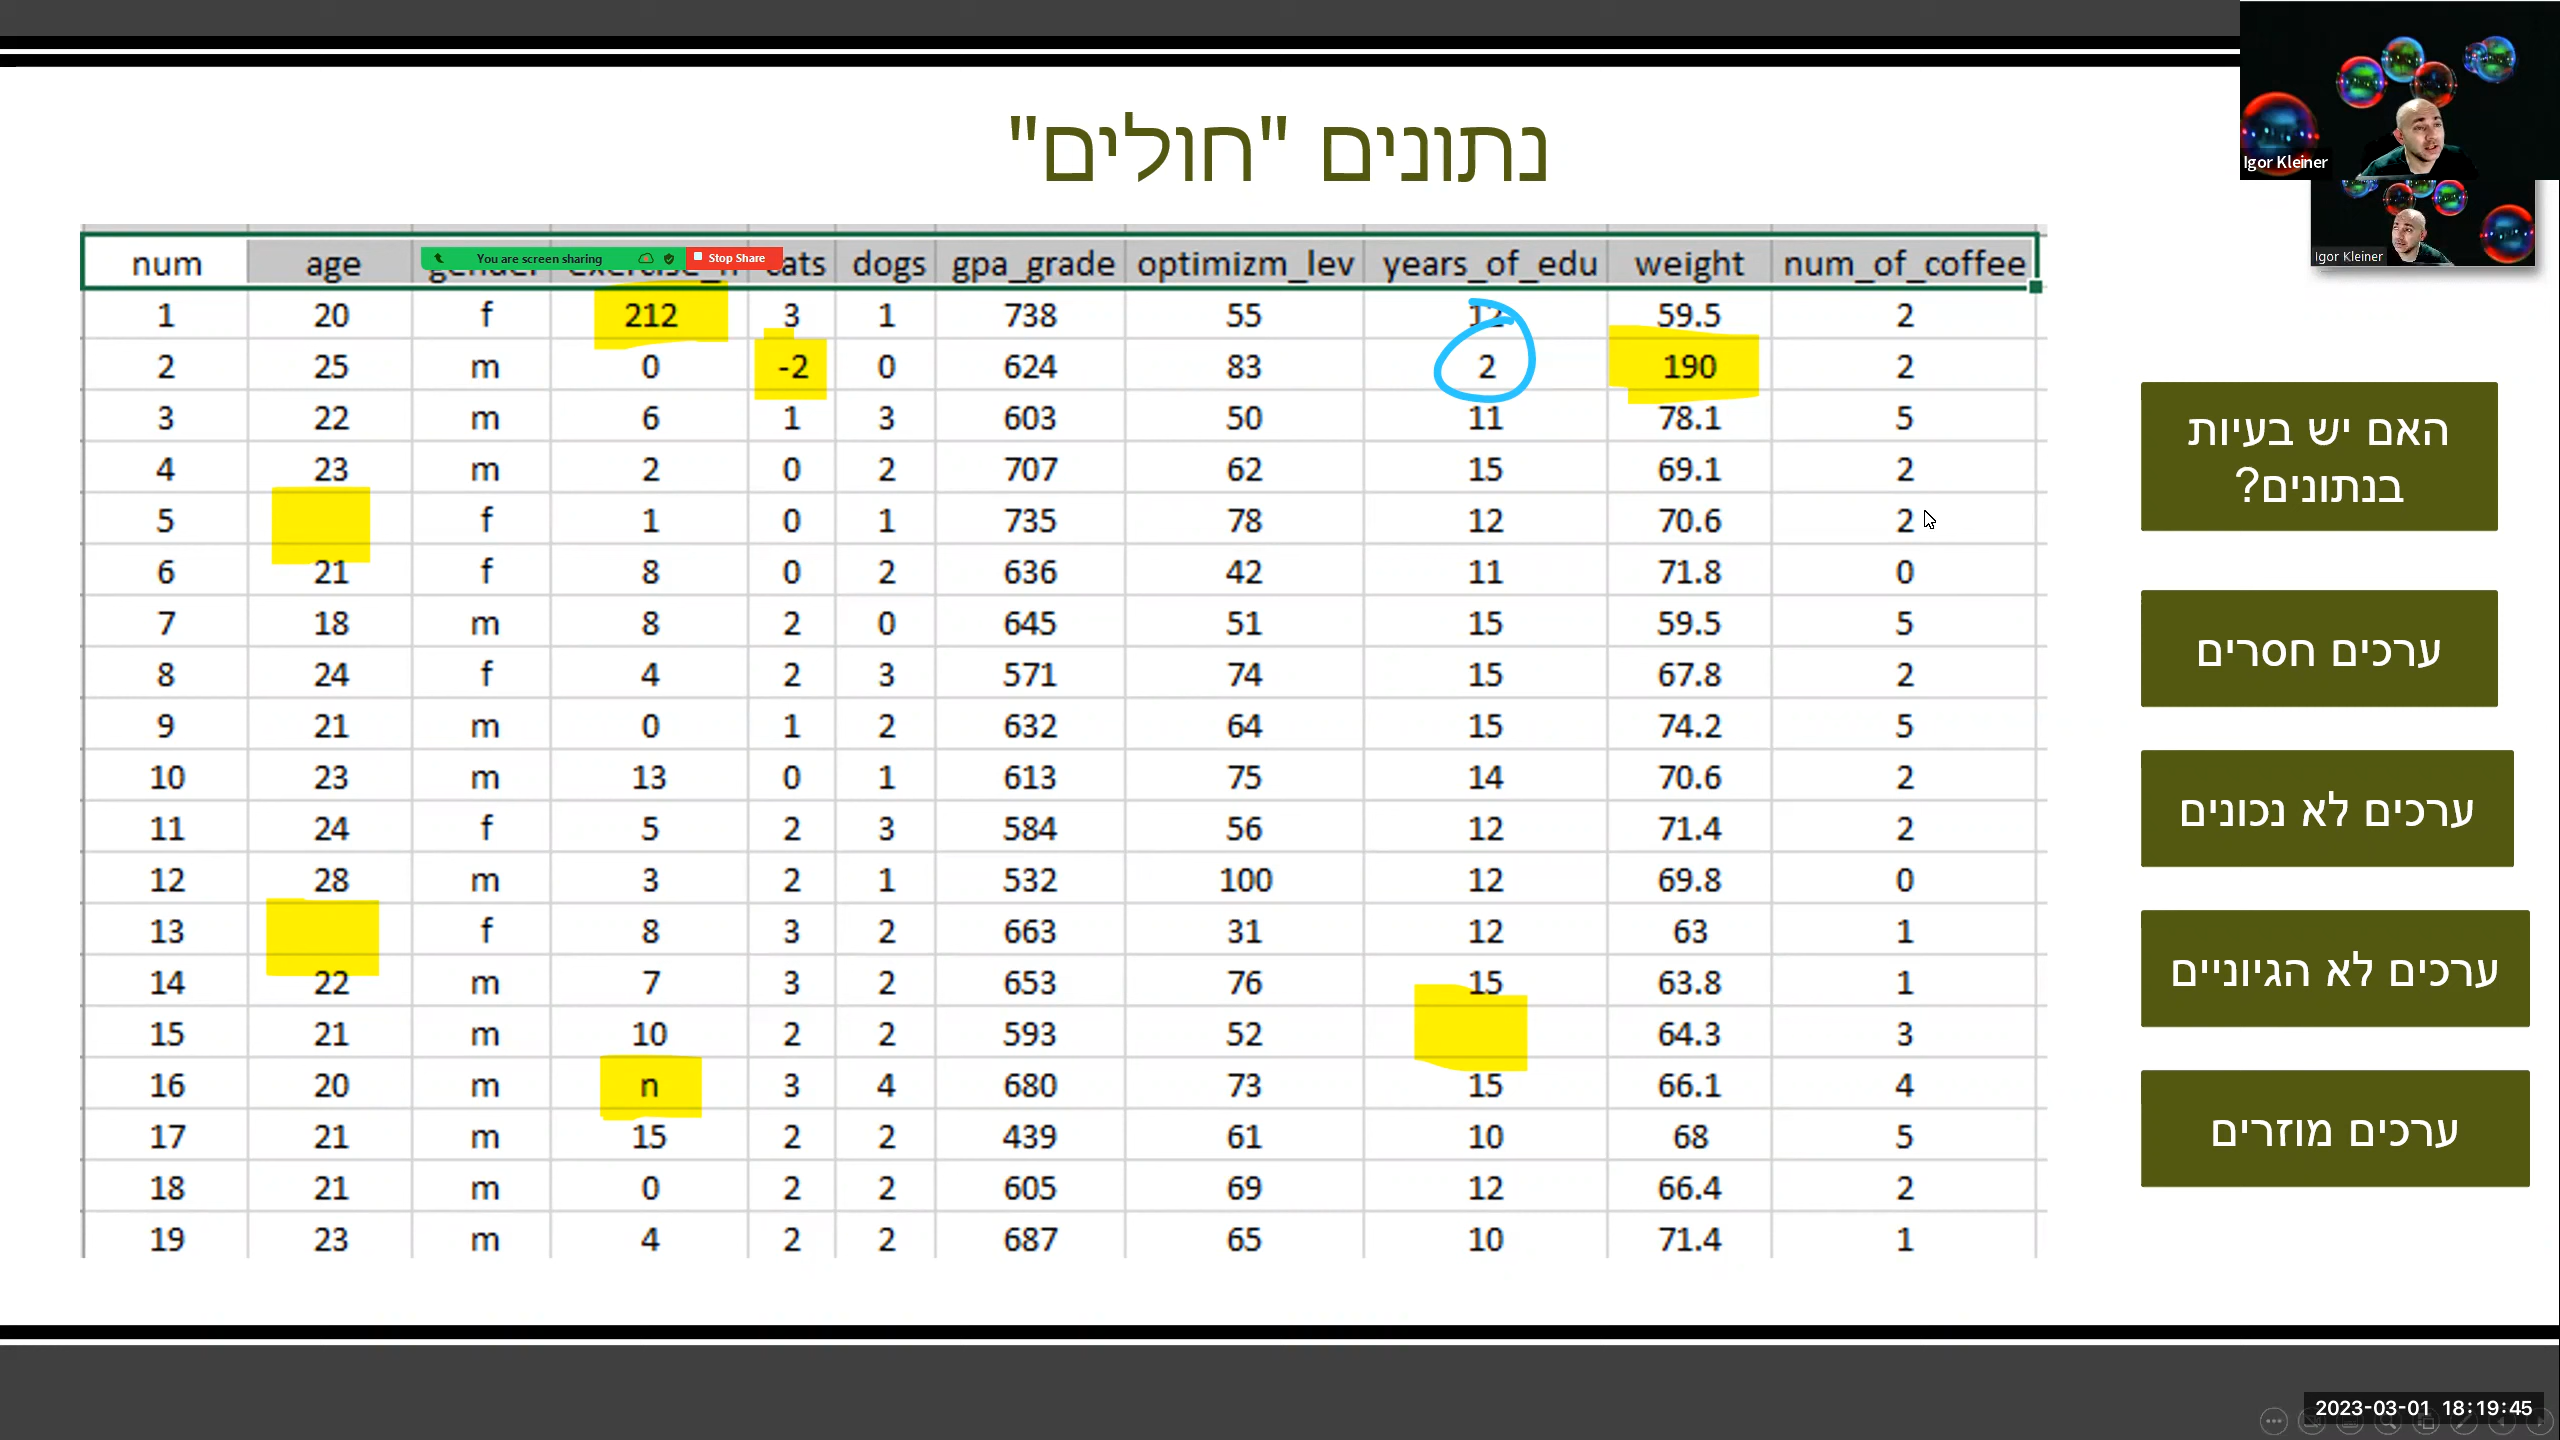 נתונים "חולים"
Igor Kleiner
Igor Kleiner
You are screen sharing Stop Share
num age gender cats dogs gpa_grade optimizm_lev years_of_edu weight num_of_coffee
1 20 f 212 3 1 738 55 12 59.5 2
2 25 m 0 -2 0 624 83 2 190 2
3 22 m 6 1 3 603 50 11 78.1 5
4 23 m 2 0 2 707 62 15 69.1 2
5 f 1 0 1 735 78 12 70.6 2
6 21 f 8 0 2 636 42 11 71.8 0
7 18 m 8 2 0 645 51 15 59.5 5
8 24 f 4 2 3 571 74 15 67.8 2
9 21 m 0 1 2 632 64 15 74.2 5
10 23 m 13 0 1 613 75 14 70.6 2
11 24 f 5 2 3 584 56 12 71.4 2
12 28 m 3 2 1 532 100 12 69.8 0
13 f 8 3 2 663 31 12 63 1
14 22 m 7 3 2 653 76 15 63.8 1
15 21 m 10 2 2 593 52 64.3 3
16 20 m n 3 4 680 73 15 66.1 4
17 21 m 15 2 2 439 61 10 68 5
18 21 m 0 2 2 605 69 12 66.4 2
19 23 m 4 2 2 687 65 10 71.4 1
האם יש בעיות
בנתונים?
ערכים חסרים
ערכים לא נכונים
ערכים לא הגיוניים
ערכים מוזרים
2023-03-01 18:19:45